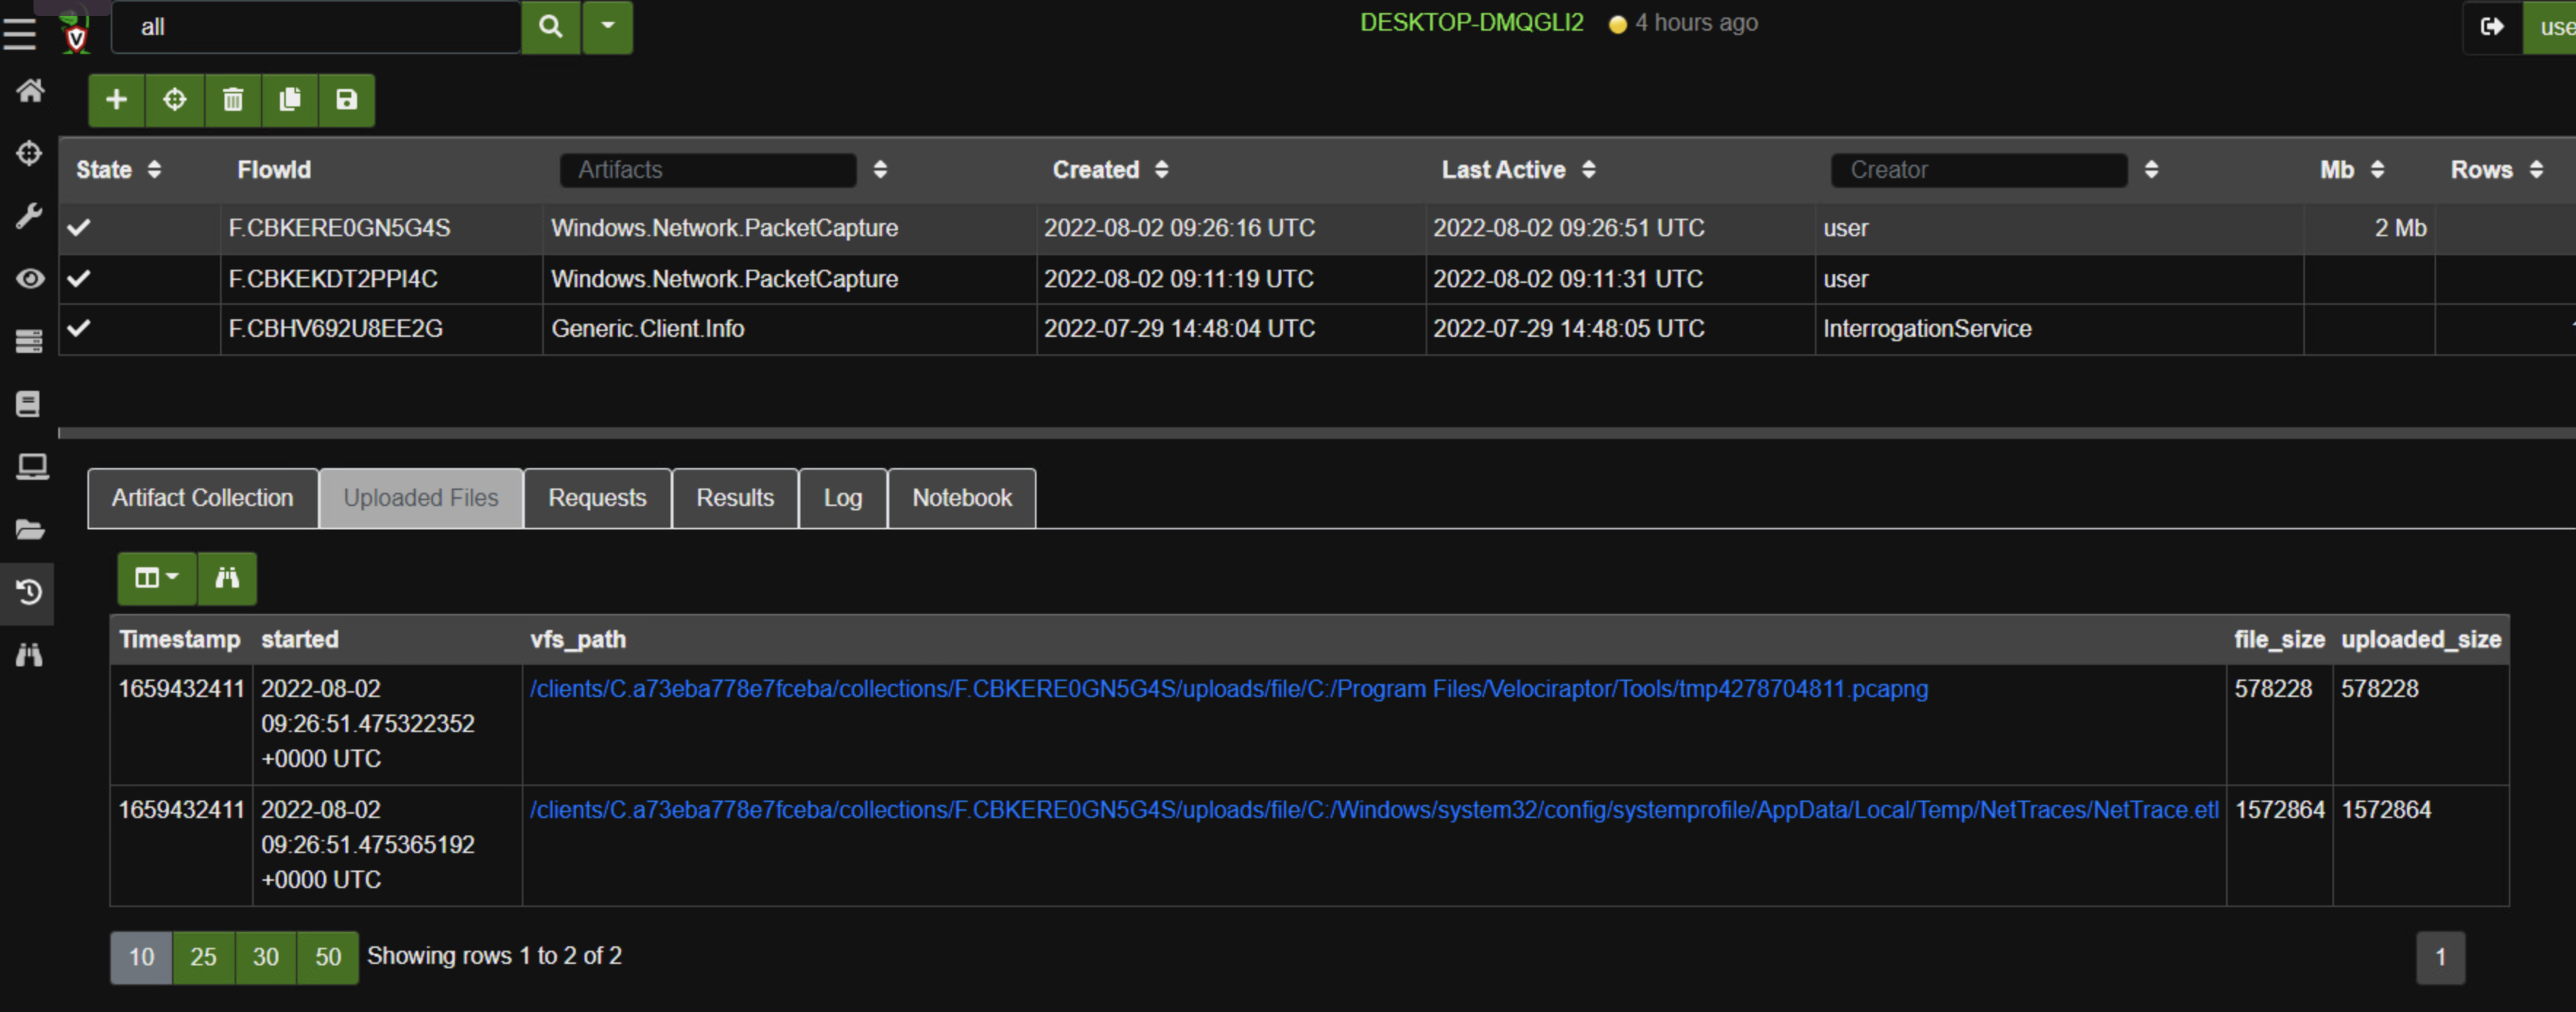 all
DESKTOP-DMQGLI2 4 hours ago
State FlowId Artifacts Created Last Active Creator Mb Rows
F.CBKERE0GN5G4S Windows.Network.PacketCapture 2022-08-02 09:26:16 UTC 2022-08-02 09:26:51 UTC user 2 Mb
F.CBKEKDT2PPI4C Windows.Network.PacketCapture 2022-08-02 09:11:19 UTC 2022-08-02 09:11:31 UTC user
F.CBHV692U8EE2G Generic.Client.Info 2022-07-29 14:48:04 UTC 2022-07-29 14:48:05 UTC InterrogationService
Artifact Collection Uploaded Files Requests Results Log Notebook
Timestamp started vfs_path file_size uploaded_size
1659432411 2022-08-02 /clients/C.a73eba778e7fceba/collections/F.CBKERE0GN5G4S/uploads/file/C:/Program Files/Velociraptor/Tools/tmp4278704811.pcapng 578228 578228
09:26:51.475322352
+0000 UTC
1659432411 2022-08-02 /clients/C.a73eba778e7fceba/collections/F.CBKERE0GN5G4S/uploads/file/C:/Windows/system32/config/systemprofile/AppData/Local/Temp/NetTraces/NetTrace.etl 1572864 1572864
09:26:51.475365192
+0000 UTC
10 25 30 50 Showing rows 1 to 2 of 2 1